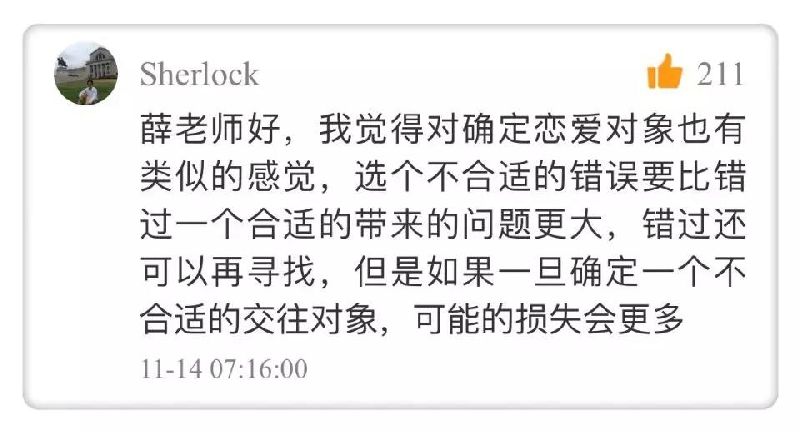 Sherlock
211
薛老师好，我觉得对确定恋爱对象也有
类似的感觉，选个不合适的错误要比错
过一个合适的带来的问题更大，错过还
可以再寻找，但是如果一旦确定一个不
合适的交往对象，可能的损失会更多
11-14 07:16:00